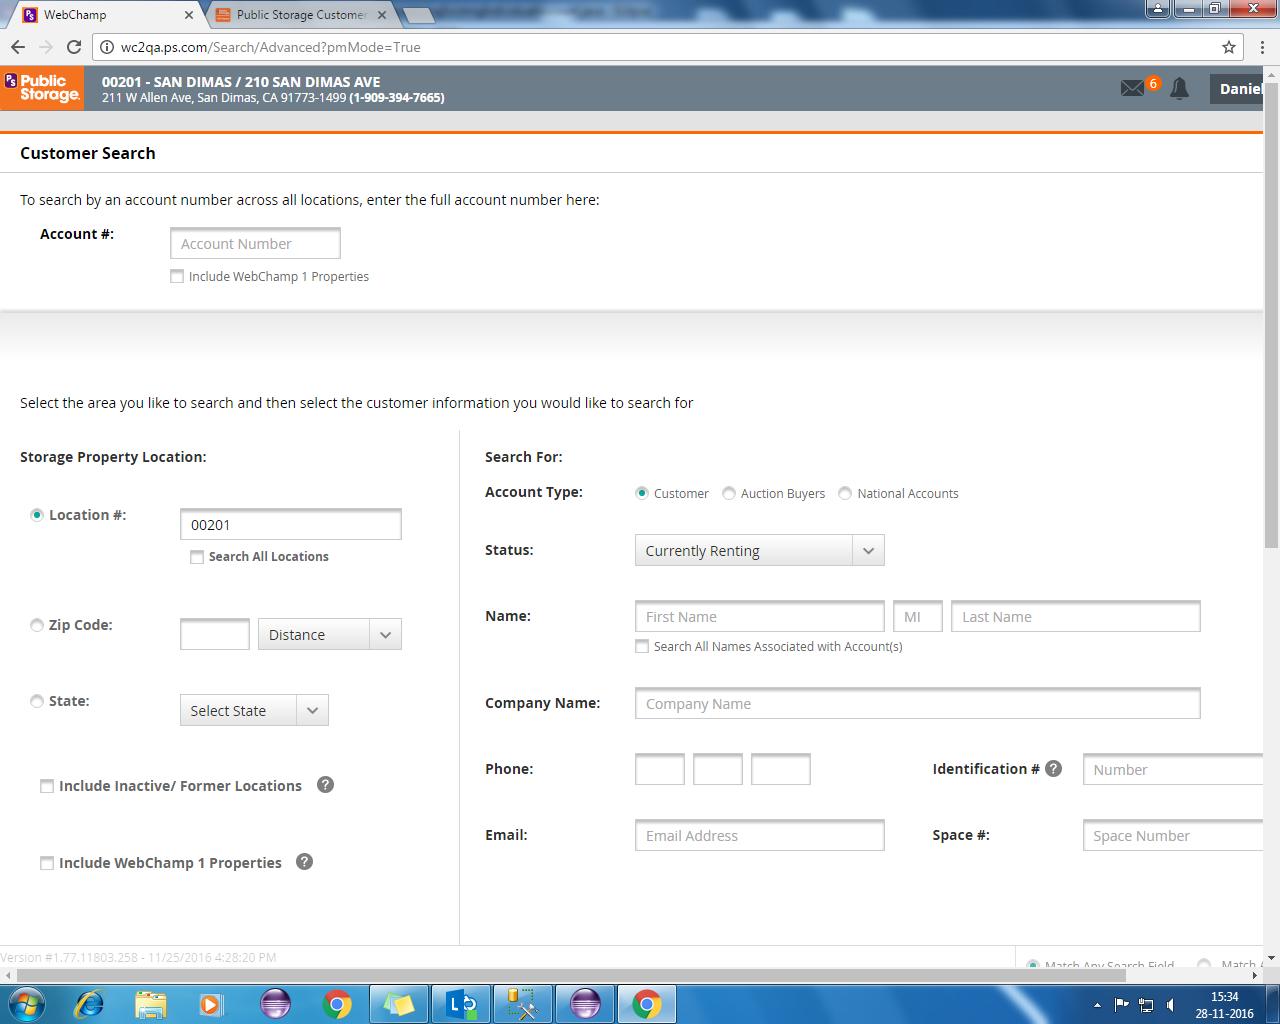 WebChamp
Public Storage Customer
wc2qa.ps.com/Search/Advanced?pmMode=True
PS Public Storage.
00201 - SAN DIMAS / 210 SAN DIMAS AVE
211 W Allen Ave, San Dimas, CA 91773-1499 (1-909-394-7665)
6
Daniel
Customer Search
To search by an account number across all locations, enter the full account number here:
Account #:
Account Number
Include WebChamp 1 Properties
Select the area you like to search and then select the customer information you would like to search for
Storage Property Location:
Location #:
00201
Search All Locations
Zip Code:
Distance
State:
Select State
Include Inactive/ Former Locations ?
Include WebChamp 1 Properties ?
Search For:
Account Type:
Customer Auction Buyers National Accounts
Status:
Currently Renting
Name:
First Name MI Last Name
Search All Names Associated with Account(s)
Company Name:
Company Name
Phone:
Identification # ?
Number
Email:
Email Address
Space #:
Space Number
Version #1.77.11803.258 - 11/25/2016 4:28:20 PM
Match Any Search Field
Match
15:34
28-11-2016